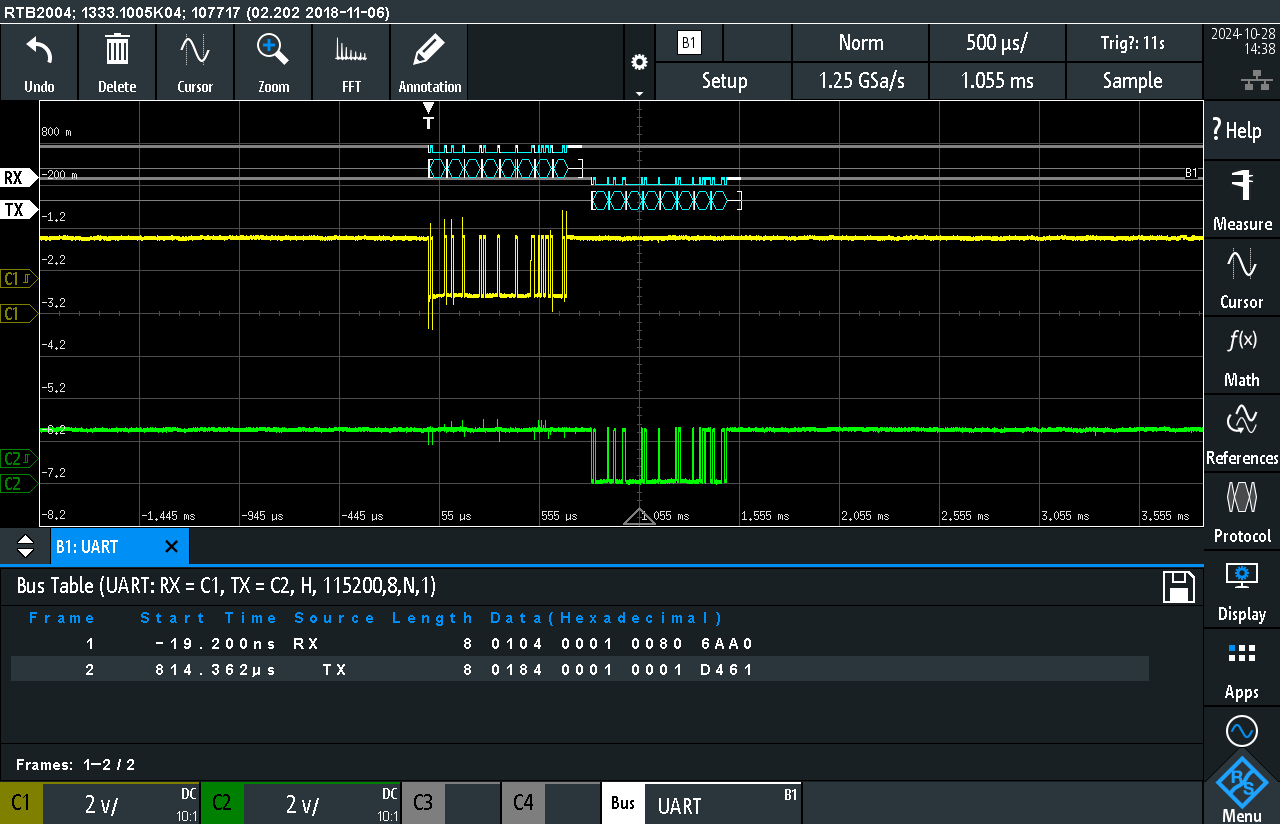 RTB2004; 1333.1005K04; 107717 (02.202 2018-11-06)
Undo
Delete
Cursor
Zoom
FFT
Annotation
B1
Setup
Norm
1.25 GSa/s
500 µs/
1.055 ms
Trig?: 11s
Sample
2024-10-28
14:38
T
800 m
RX
-200 m
B1
TX
-1.2
-2.2
C1
-3.2
C1
-4.2
-5.2
-6.2
C2
-7.2
C2
-8.2
-1.445 ms
-945 µs
-445 µs
55 µs
555 µs
1.055 ms
1.555 ms
2.055 ms
2.555 ms
3.055 ms
3.555 ms
? Help
Measure
Cursor
f(x)
Math
References
Protocol
Display
Apps
R&S
Menu
B1: UART
Bus Table (UART: RX = C1, TX = C2, H, 115200,8,N,1)
Frame Start Time Source Length Data(Hexadecimal)
1 -19.200ns RX 8 0104 0001 0080 6AA0
2 814.362µs TX 8 0184 0001 0001 D461
Frames: 1-2 / 2
C1 2 V/ DC 10:1
C2 2 V/ DC 10:1
C3
C4
Bus UART B1